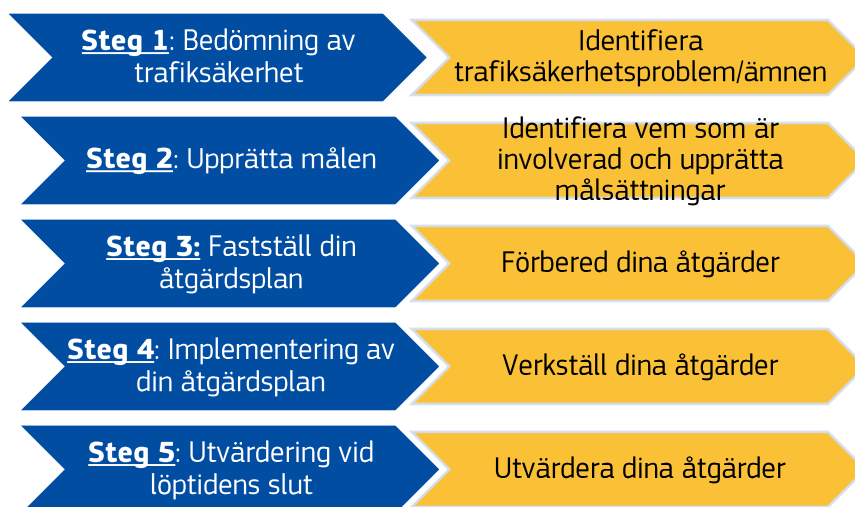 Steg 1: Bedömning av
trafiksäkerhet
Identifiera
trafiksäkerhetsproblem/ämnen
Steg 2: Upprätta målen
Identifiera vem som är
involverad och upprätta
målsättningar
Steg 3: Fastställ din
åtgärdsplan
Förbered dina åtgärder
Steg 4: Implementering av
din åtgärdsplan
Verkställ dina åtgärder
Steg 5: Utvärdering vid
löptidens slut
Utvärdera dina åtgärder